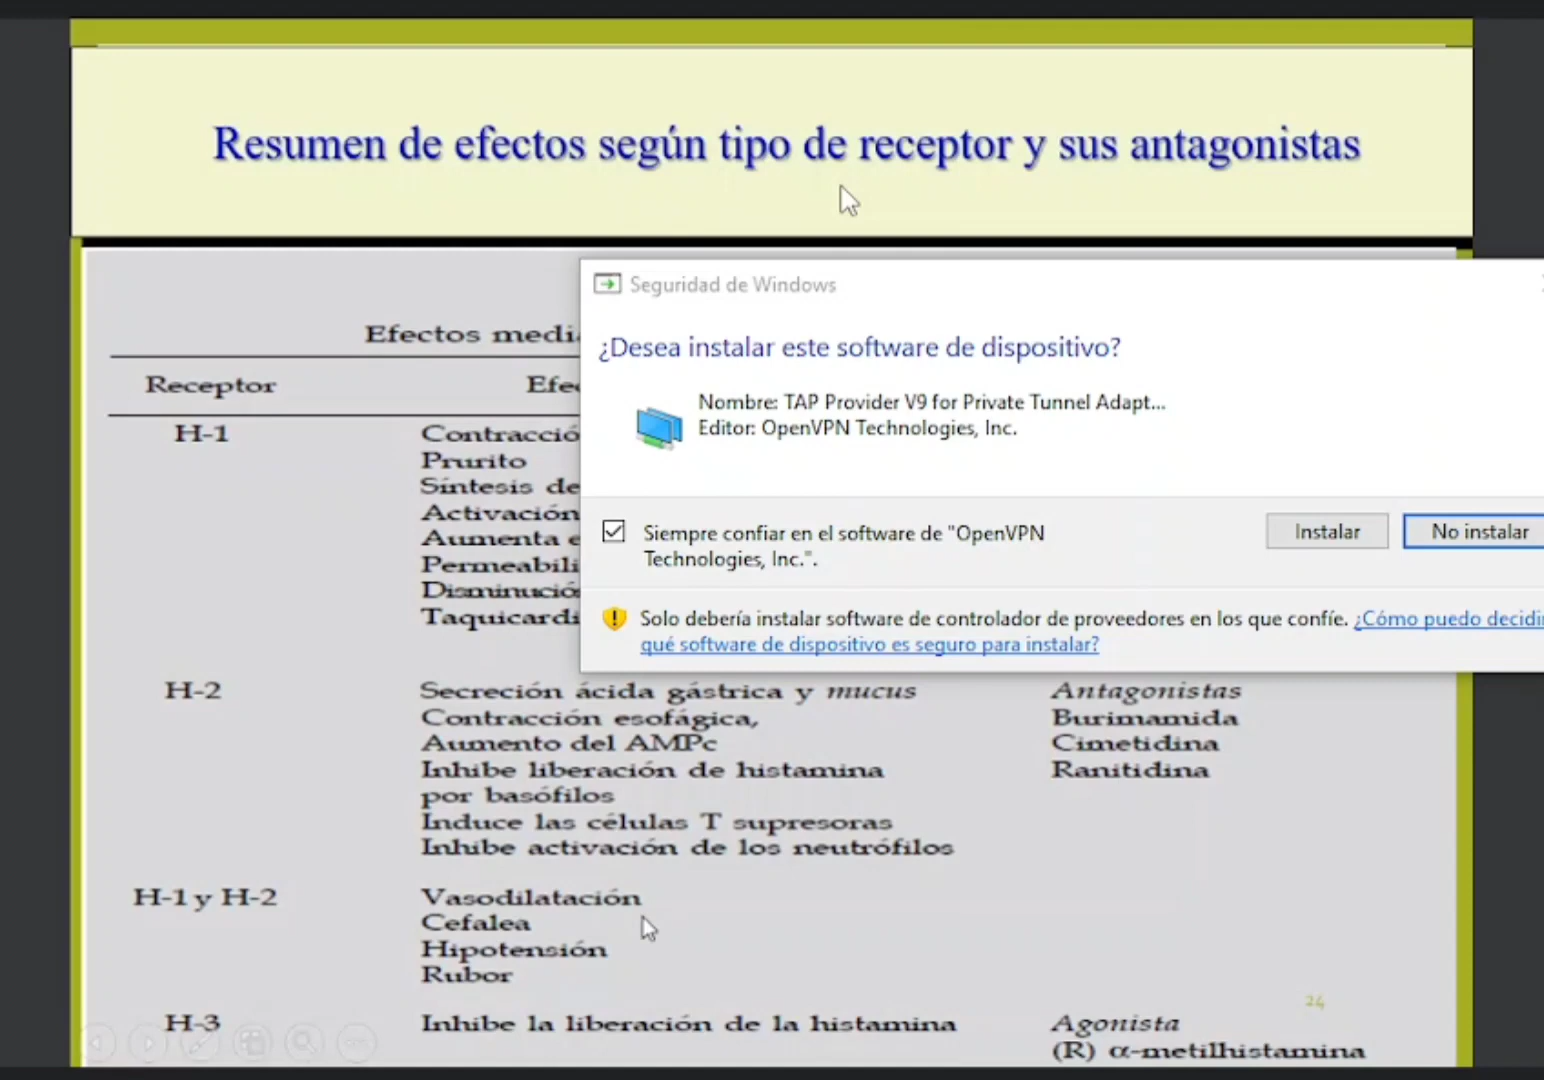 Resumen de efectos según tipo de receptor y sus antagonistas
Seguridad de Windows
¿Desea instalar este software de dispositivo?
Nombre: TAP Provider V9 for Private Tunnel Adapt...
Editor: OpenVPN Technologies, Inc.
Siempre confiar en el software de "OpenVPN
Technologies, Inc.".
Instalar
No instalar
Solo debería instalar software de controlador de proveedores en los que confíe. ¿Cómo puedo decidir
qué software de dispositivo es seguro para instalar?
Efectos media
Receptor Efec
H-1 Contracció
Prurito
Síntesis de
Activación
Aumenta e
Permeabili
Disminució
Taquicardi
H-2 Secreción ácida gástrica y mucus Antagonistas
Contracción esofágica, Burimamida
Aumento del AMPc Cimetidina
Inhibe liberación de histamina Ranitidina
por basófilos
Induce las células T supresoras
Inhibe activación de los neutrófilos
H-1 y H-2 Vasodilatación
Cefalea
Hipotensión
Rubor
24
H-3 Inhibe la liberación de la histamina Agonista
(R) α-metilhistamina